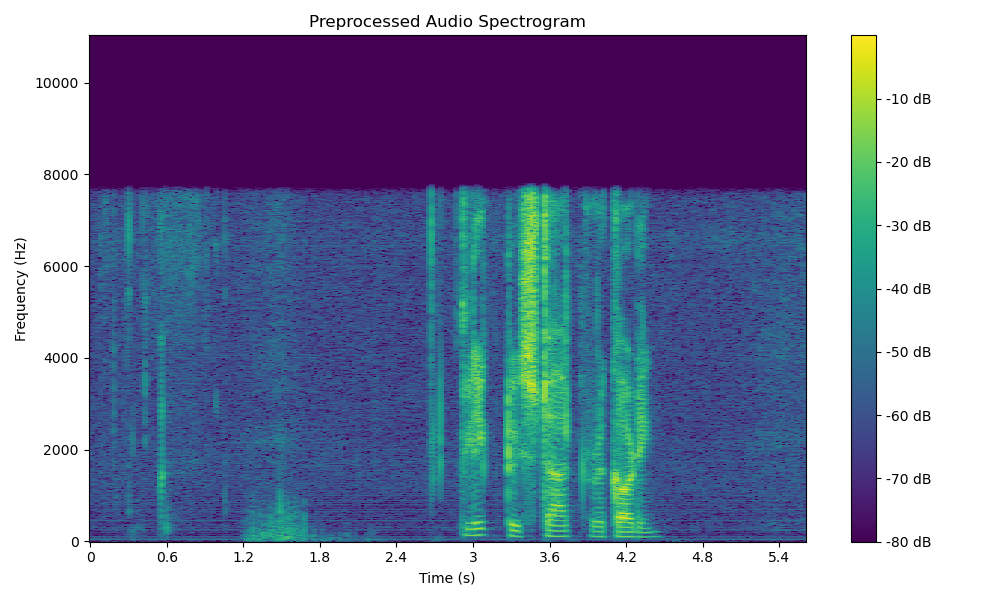 Preprocessed Audio Spectrogram
Frequency (Hz)
10000
8000
6000
4000
2000
0
0 0.6 1.2 1.8 2.4 3 3.6 4.2 4.8 5.4
Time (s)
-10 dB
-20 dB
-30 dB
-40 dB
-50 dB
-60 dB
-70 dB
-80 dB